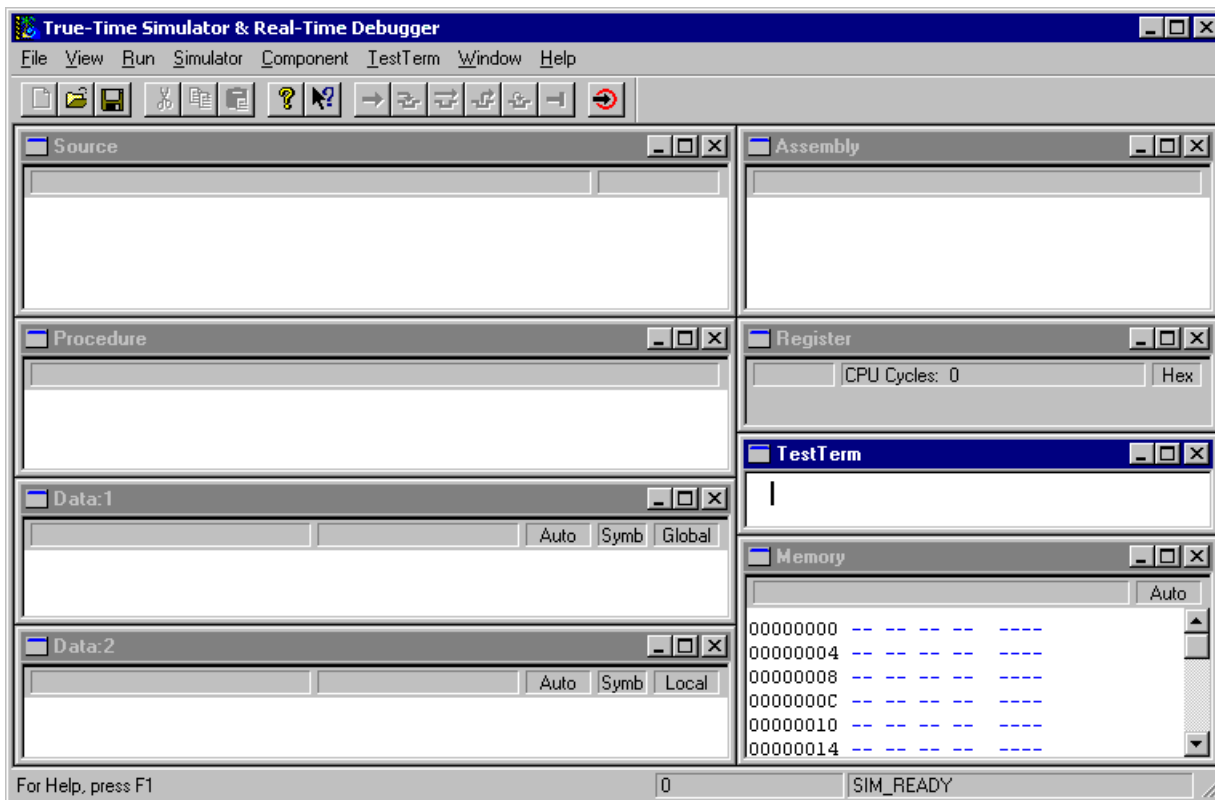 True-Time Simulator & Real-Time Debugger
File View Run Simulator Component TestTerm Window Help
Source
Assembly
Procedure
Register
CPU Cycles: 0 Hex
TestTerm
Data:1
Auto Symb Global
Memory
Auto
00000000 -- -- -- -- ----
00000004 -- -- -- -- ----
00000008 -- -- -- -- ----
0000000C -- -- -- -- ----
00000010 -- -- -- -- ----
00000014 -- -- -- -- ----
Data:2
Auto Symb Local
For Help, press F1 0 SIM_READY